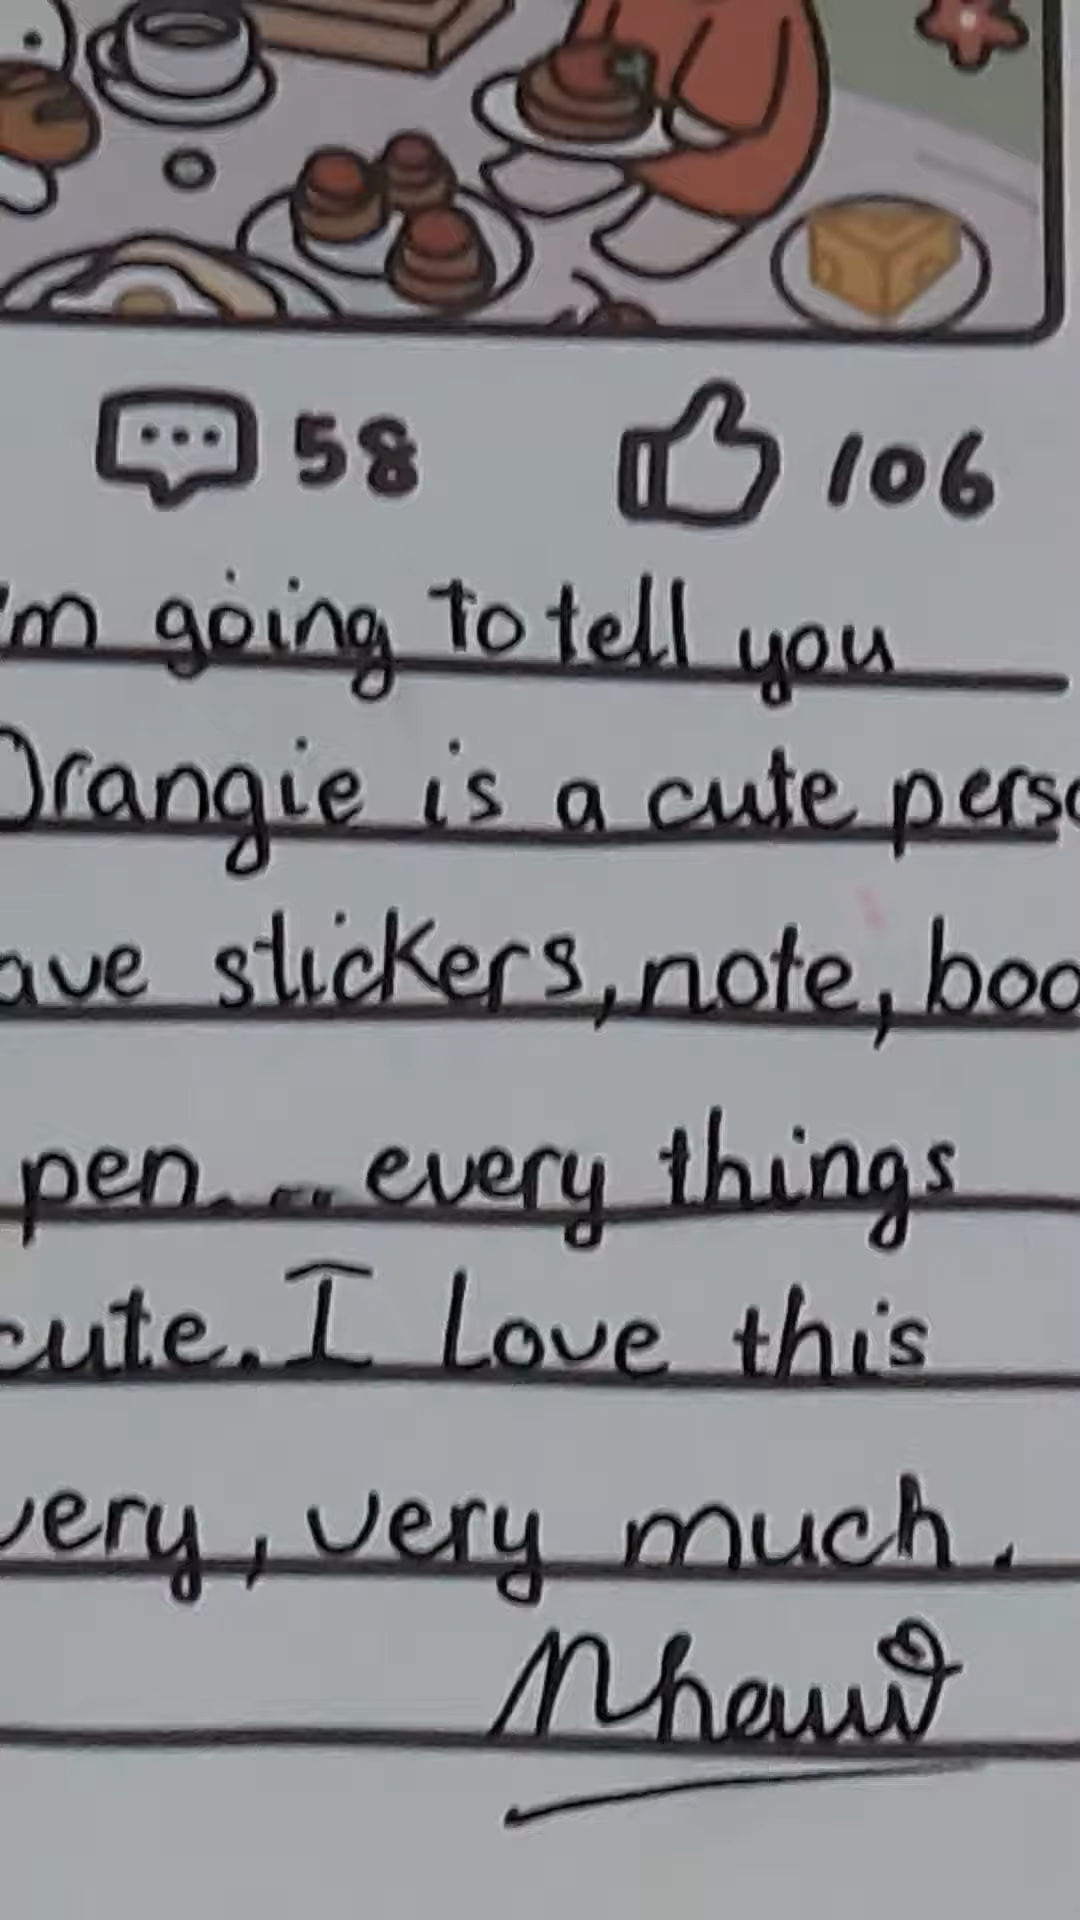 58 106
'm going to tell you
Orangie is a cute perso
ave stickers, note, boo
pen. ... every things
cute. I Love this
very, very much.